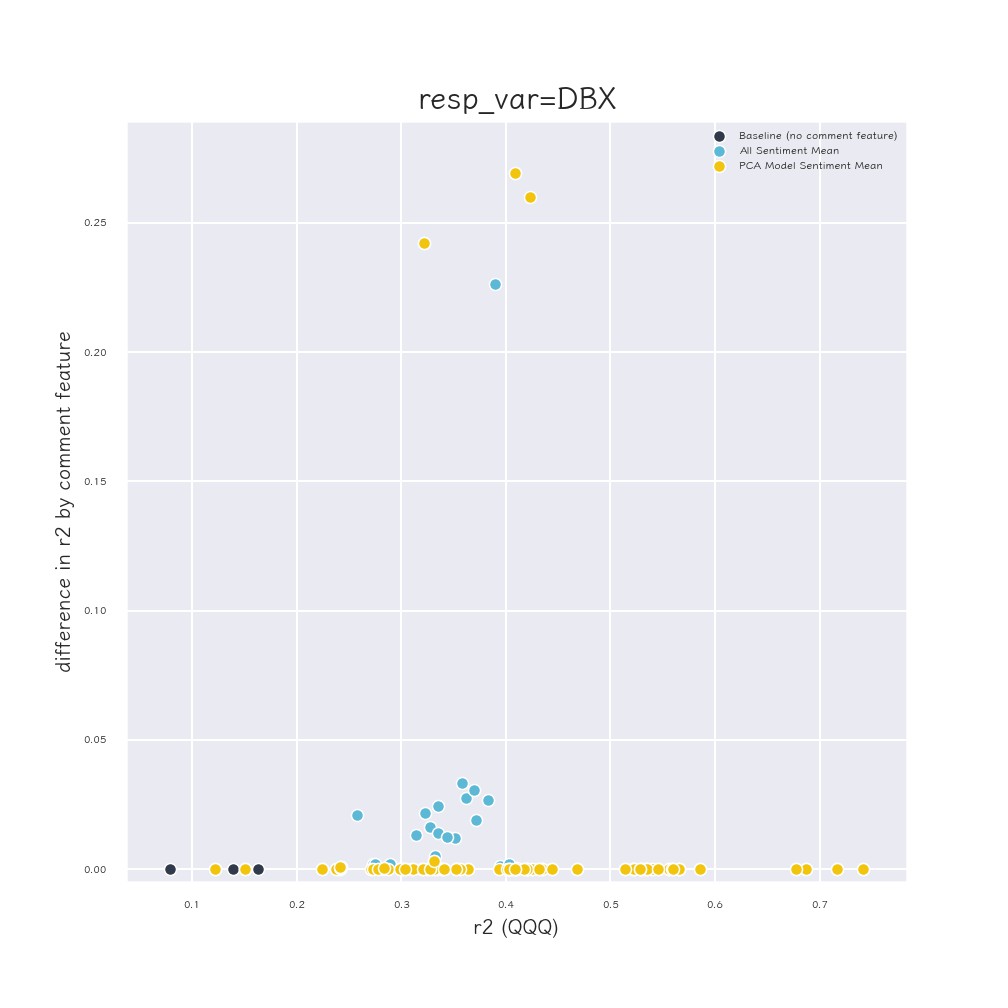 resp_var=DBX
Baseline (no comment feature)
All Sentiment Mean
PCA Model Sentiment Mean
difference in r2 by comment feature
0.25
0.20
0.15
0.10
0.05
0.00
0.1 0.2 0.3 0.4 0.5 0.6 0.7
r2 (QQQ)